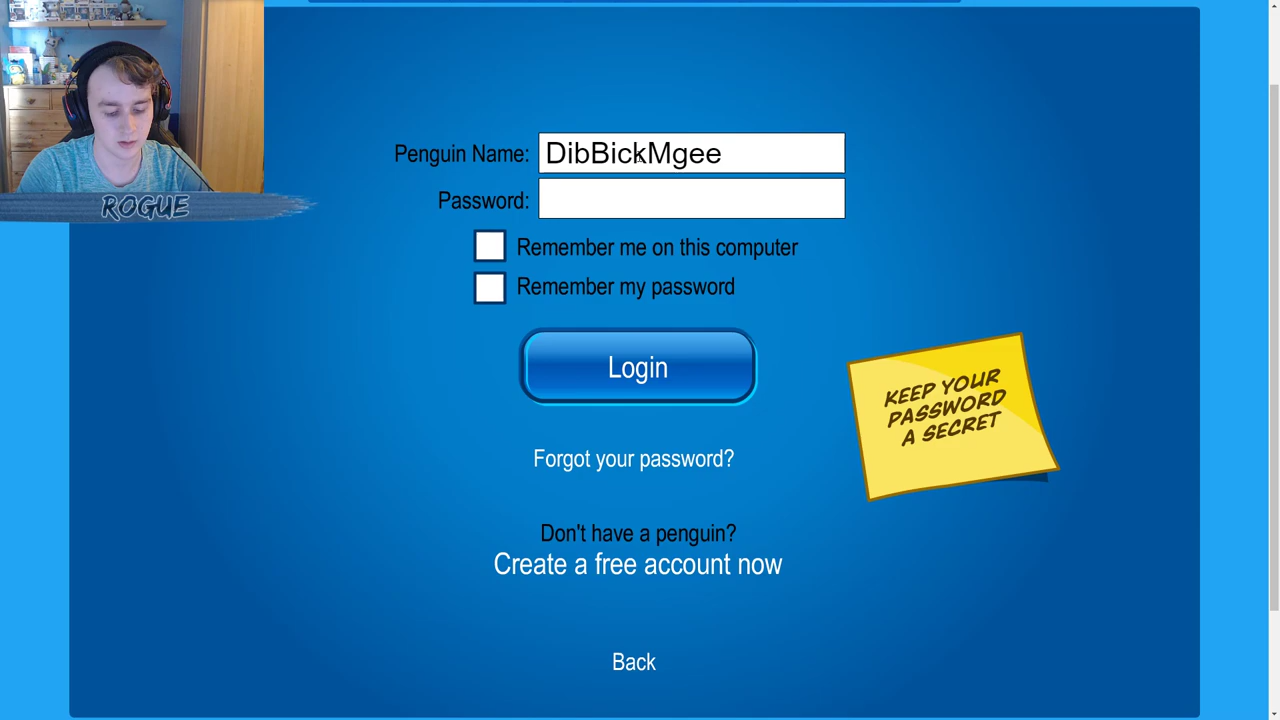 Penguin Name: DibBickMgee
Password:
Remember me on this computer
Remember my password
Login
KEEP YOUR
PASSWORD
A SECRET
Forgot your password?
Don't have a penguin?
Create a free account now
Back
ROGUE